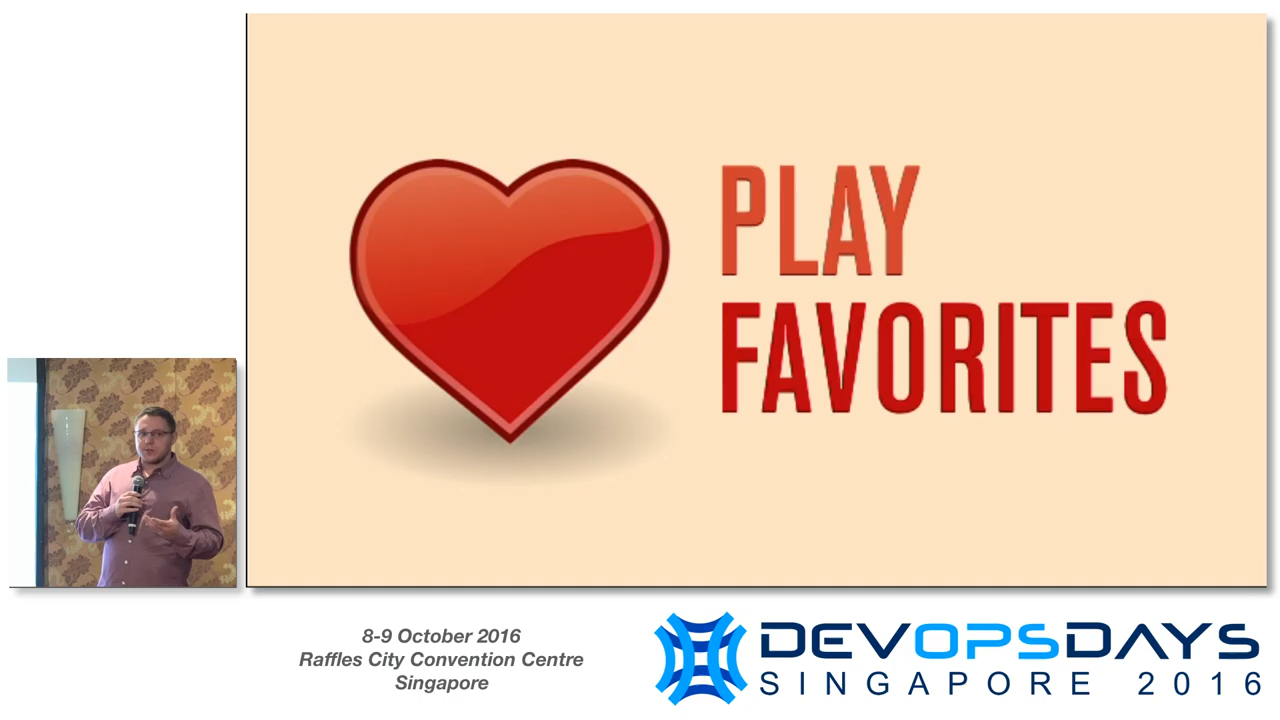 PLAY
FAVORITES
8-9 October 2016
Raffles City Convention Centre
Singapore
DEVOPSDAYS
SINGAPORE 2016